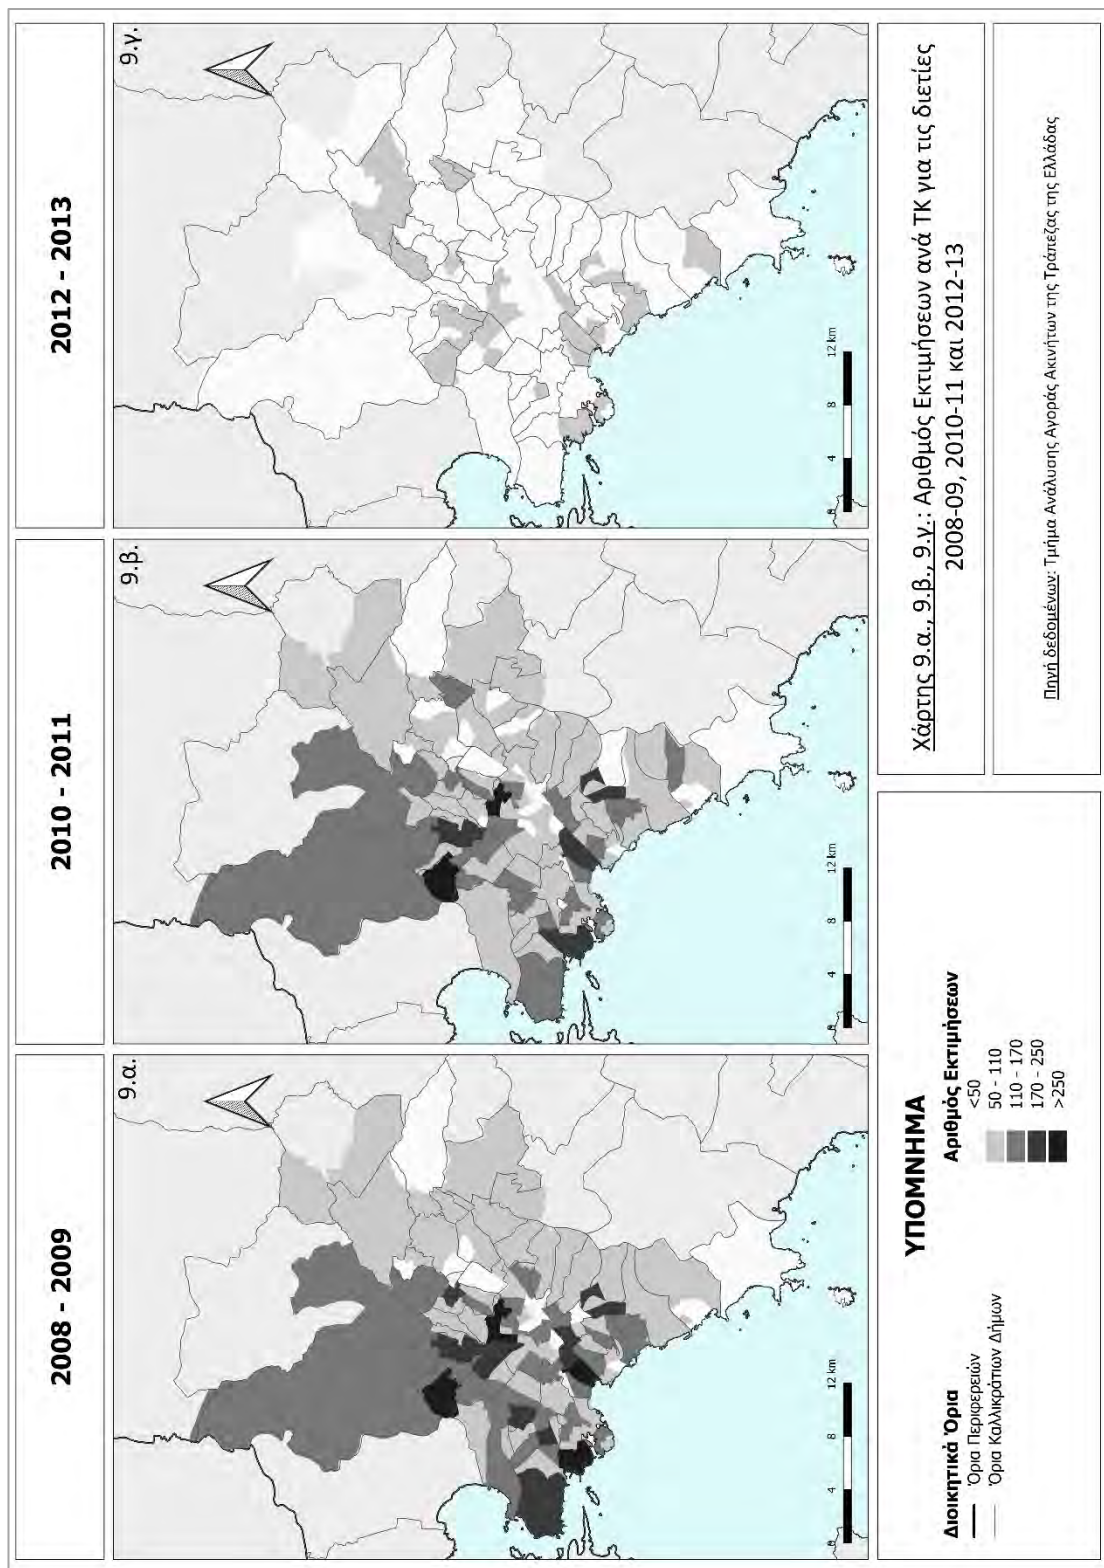 2008 - 2009
2010 - 2011
2012 - 2013
9.α.
9.β.
9.γ.
4
8
12 km
4
8
12 km
4
8
12 km
ΥΠΟΜΝΗΜΑ
Διοικητικά Όρια
Όρια Περιφερειών
Όρια Καλλικράτιων Δήμων
Αριθμός Εκτιμήσεων
<50
50 - 110
110 - 170
170 - 250
>250
Χάρτης 9.α., 9.β., 9.γ.: Αριθμός Εκτιμήσεων ανά ΤΚ για τις διετίες
2008-09, 2010-11 και 2012-13
Πηγή δεδομένων: Τμήμα Ανάλυσης Αγοράς Ακινήτων της Τράπεζας της Ελλάδας